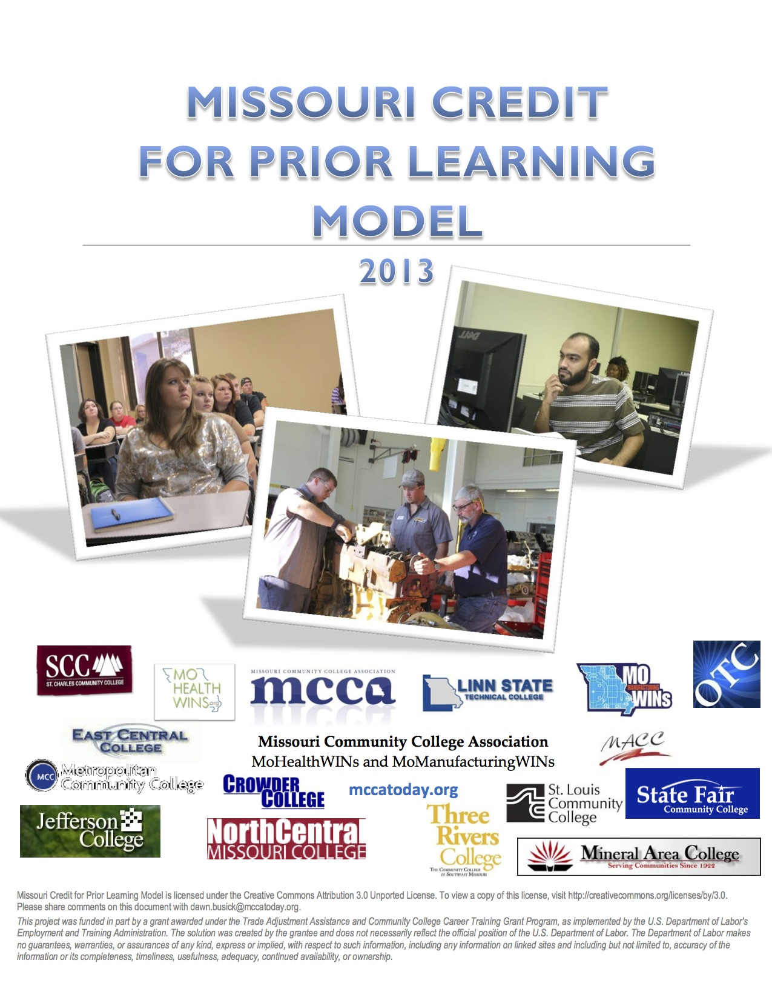 MISSOURI CREDIT
FOR PRIOR LEARNING
MODEL
2013
DELL
SCC
ST. CHARLES COMMUNITY COLLEGE
MO
HEALTH
WINS.org
MISSOURI COMMUNITY COLLEGE ASSOCIATION
mcca
LINN STATE
TECHNICAL COLLEGE
MO
MANUFACTURING
WINs
OTC
EAST CENTRAL
COLLEGE
Missouri Community College Association
MoHealthWINs and MoManufacturingWINs
MACC
MCC
Metropolitan
Community College
CROWDER
COLLEGE
mccatoday.org
St. Louis
Community
College
State Fair
Community College
Jefferson
College
NorthCentral
MISSOURI COLLEGE
Three
Rivers
College
THE COMMUNITY COLLEGE
OF SOUTHEAST MISSOURI
Mineral Area College
Serving Communities Since 1922
Missouri Credit for Prior Learning Model is licensed under the Creative Commons Attribution 3.0 Unported License. To view a copy of this license, visit http://creativecommons.org/licenses/by/3.0.
Please share comments on this document with dawn.busick@mccatoday.org.
This project was funded in part by a grant awarded under the Trade Adjustment Assistance and Community College Career Training Grant Program, as implemented by the U.S. Department of Labor's
Employment and Training Administration. The solution was created by the grantee and does not necessarily reflect the official position of the U.S. Department of Labor. The Department of Labor makes
no guarantees, warranties, or assurances of any kind, express or implied, with respect to such information, including any information on linked sites and including but not limited to, accuracy of the
information or its completeness, timeliness, usefulness, adequacy, continued availability, or ownership.